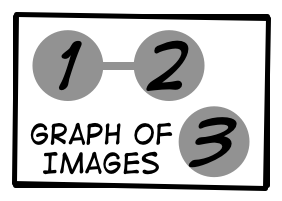 1 2
3
GRAPH OF
IMAGES